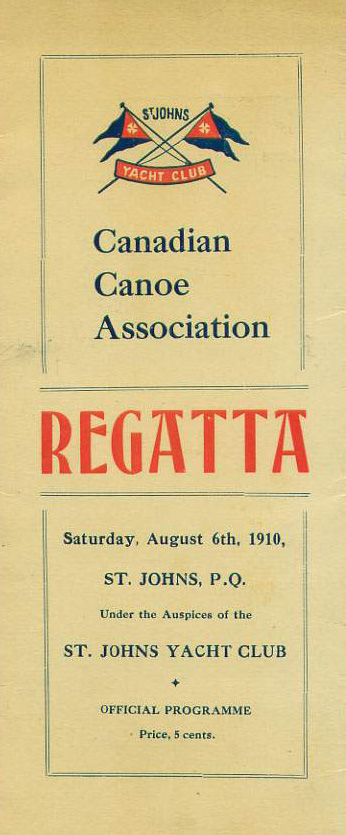 ST JOHNS
YACHT CLUB
Canadian
Canoe
Association
REGATTA
Saturday, August 6th, 1910,
ST. JOHNS, P.Q.
Under the Auspices of the
ST. JOHNS YACHT CLUB
OFFICIAL PROGRAMME
Price, 5 cents.